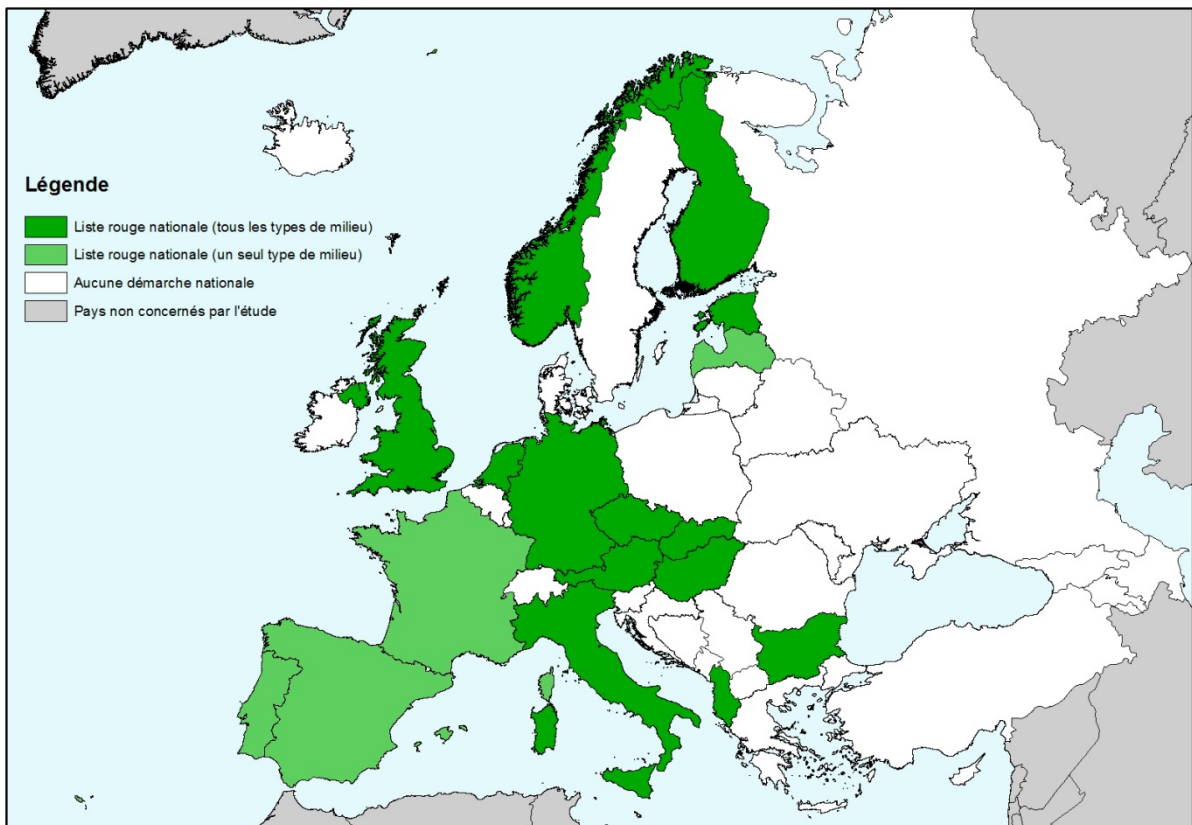 Légende
Liste rouge nationale (tous les types de milieu)
Liste rouge nationale (un seul type de milieu)
Aucune démarche nationale
Pays non concernés par l'étude